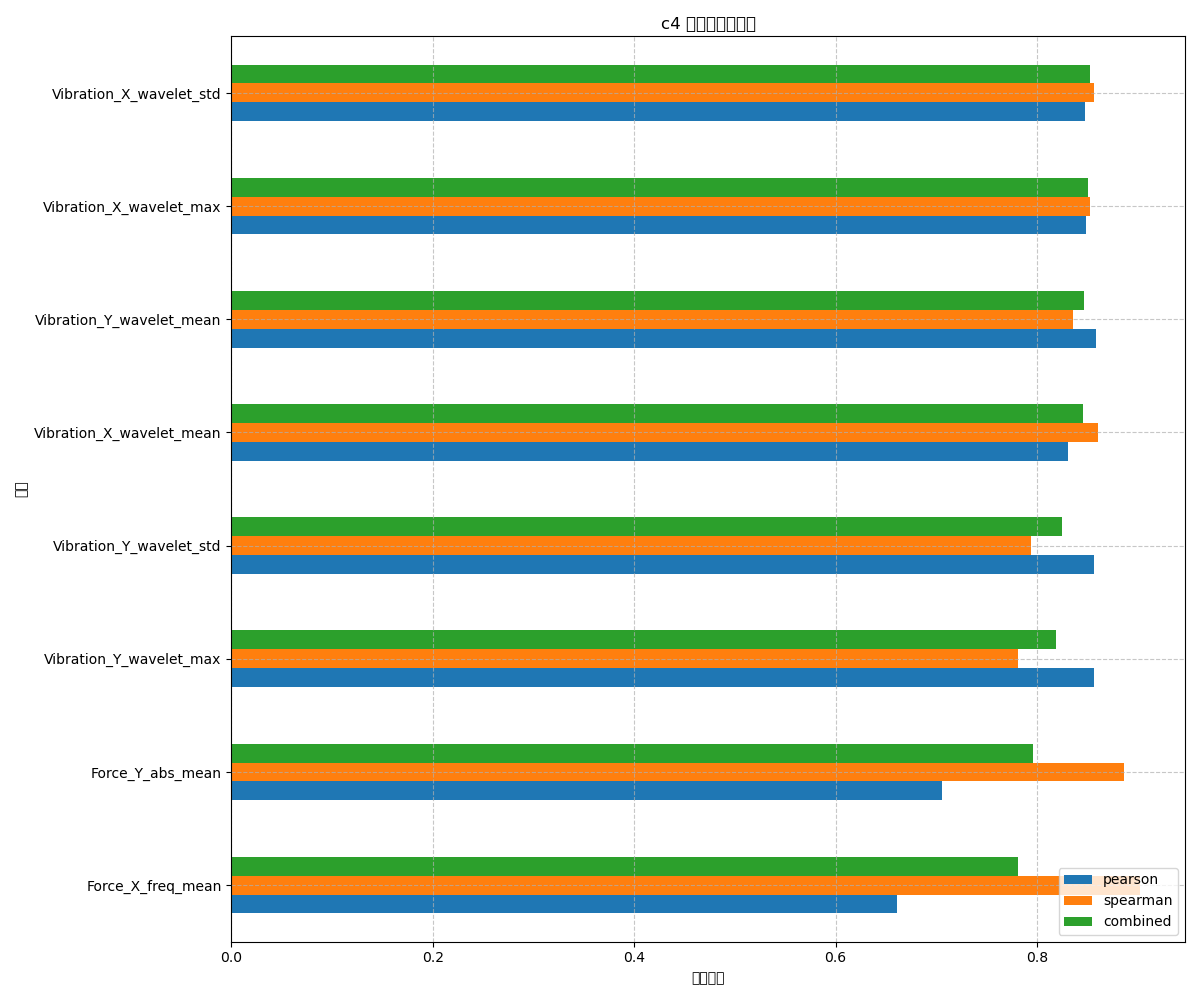 c4
Vibration_X_wavelet_std
Vibration_X_wavelet_max
Vibration_Y_wavelet_mean
Vibration_X_wavelet_mean
Vibration_Y_wavelet_std
Vibration_Y_wavelet_max
Force_Y_abs_mean
Force_X_freq_mean
pearson
spearman
combined
0.0 0.2 0.4 0.6 0.8